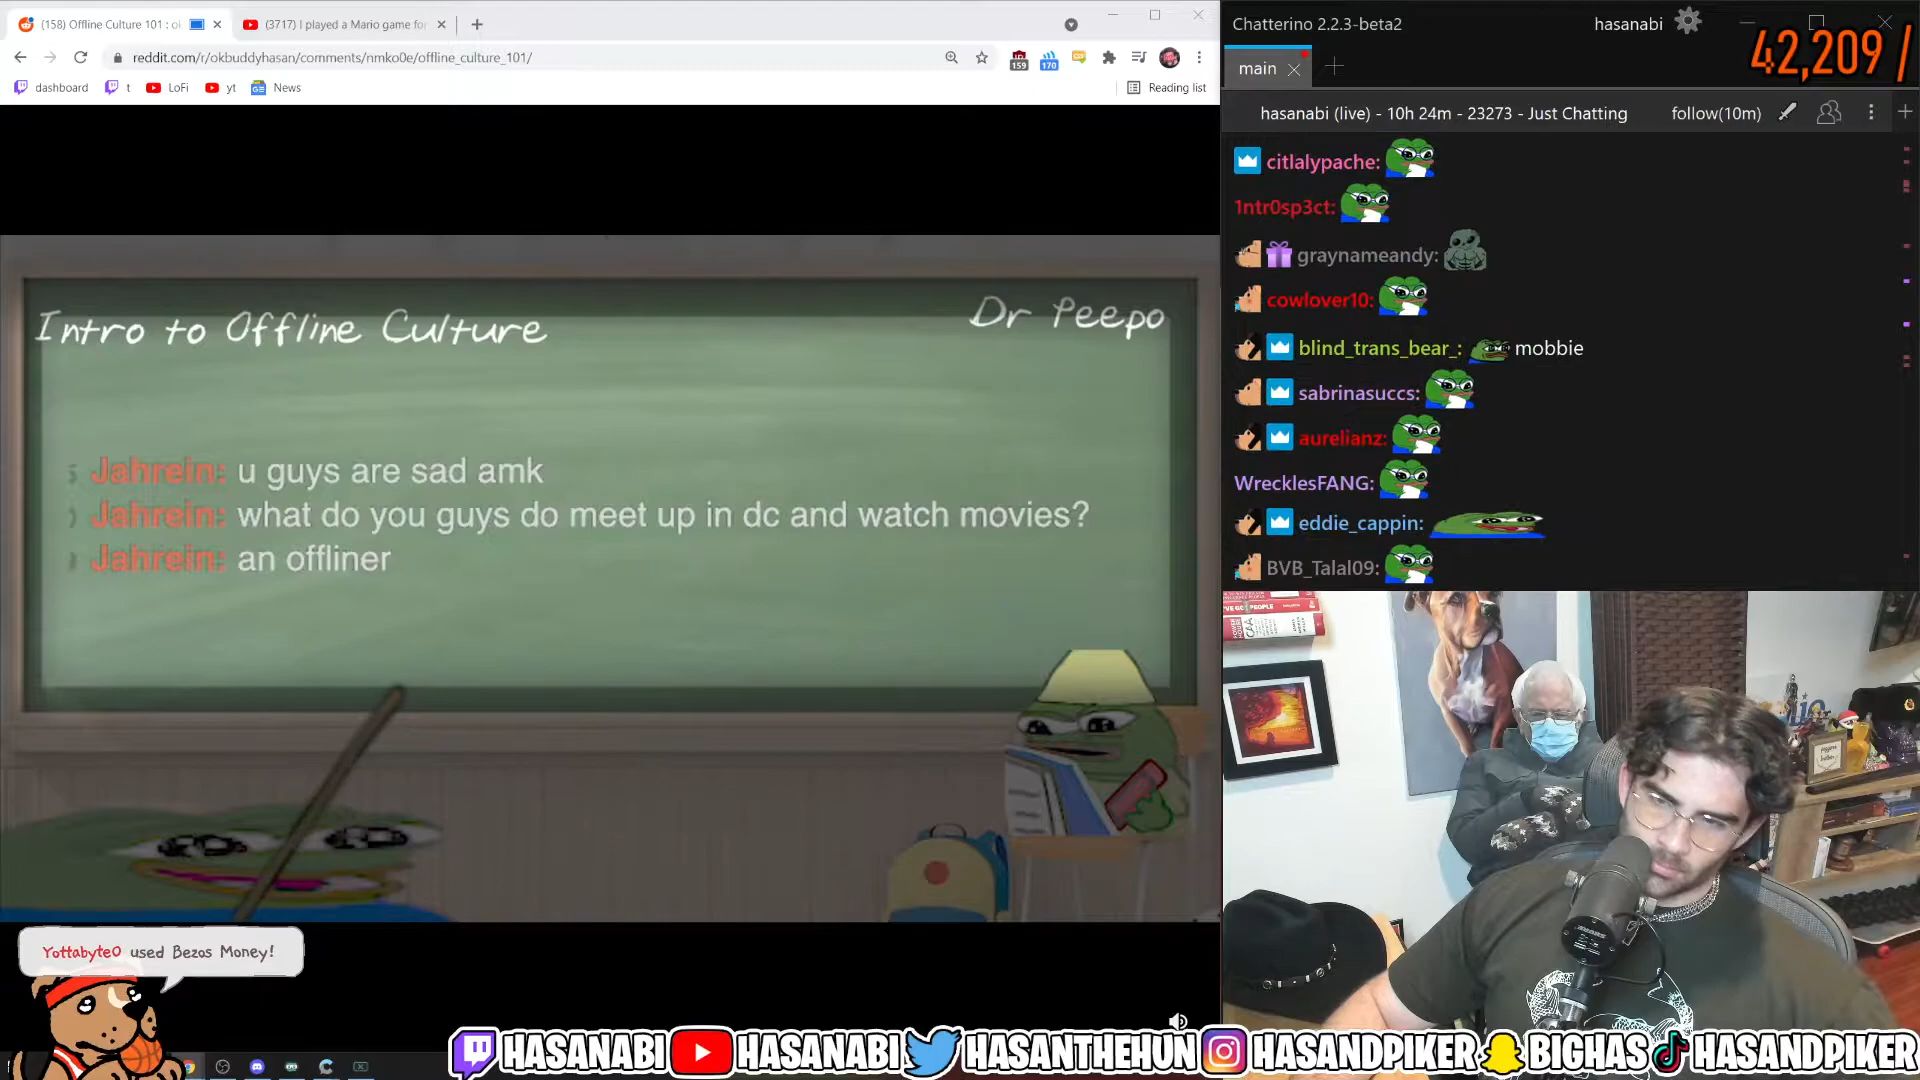 (158) Offline Culture 101 : ok
(3717) I played a Mario game for
reddit.com/r/okbuddyhasan/comments/nmko0e/offline_culture_101/
159
170
dashboard
t
LoFi
yt
News
Reading list
Intro to Offline Culture
Dr Peepo
Jahrein: u guys are sad amk
Jahrein: what do you guys do meet up in dc and watch movies?
Jahrein: an offliner
Yottabyte0 used Bezos Money!
Chatterino 2.2.3-beta2
hasanabi
42,209 /
main
hasanabi (live) - 10h 24m - 23273 - Just Chatting
follow(10m)
citlalypache:
1ntr0sp3ct:
graynameandy:
cowlover10:
blind_trans_bear_: mobbie
sabrinasuccs:
aurelianz:
WrecklesFANG:
eddie_cappin:
BVB_Talal09:
HASANABI
HASANABI
HASANTHEHUN
HASANDPIKER
BIGHAS
HASANDPIKER